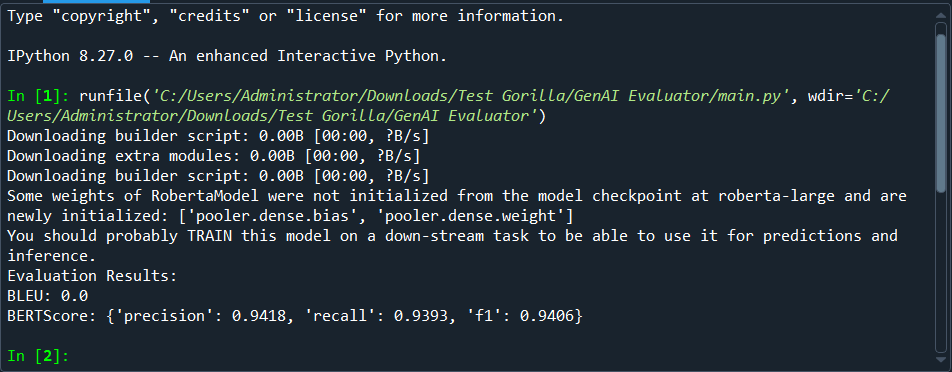 Type "copyright", "credits" or "license" for more information.
IPython 8.27.0 -- An enhanced Interactive Python.
In [1]: runfile('C:/Users/Administrator/Downloads/Test Gorilla/GenAI Evaluator/main.py', wdir='C:/
Users/Administrator/Downloads/Test Gorilla/GenAI Evaluator')
Downloading builder script: 0.00B [00:00, ?B/s]
Downloading extra modules: 0.00B [00:00, ?B/s]
Downloading builder script: 0.00B [00:00, ?B/s]
Some weights of RobertaModel were not initialized from the model checkpoint at roberta-large and are
newly initialized: ['pooler.dense.bias', 'pooler.dense.weight']
You should probably TRAIN this model on a down-stream task to be able to use it for predictions and
inference.
Evaluation Results:
BLEU: 0.0
BERTScore: {'precision': 0.9418, 'recall': 0.9393, 'f1': 0.9406}
In [2]: